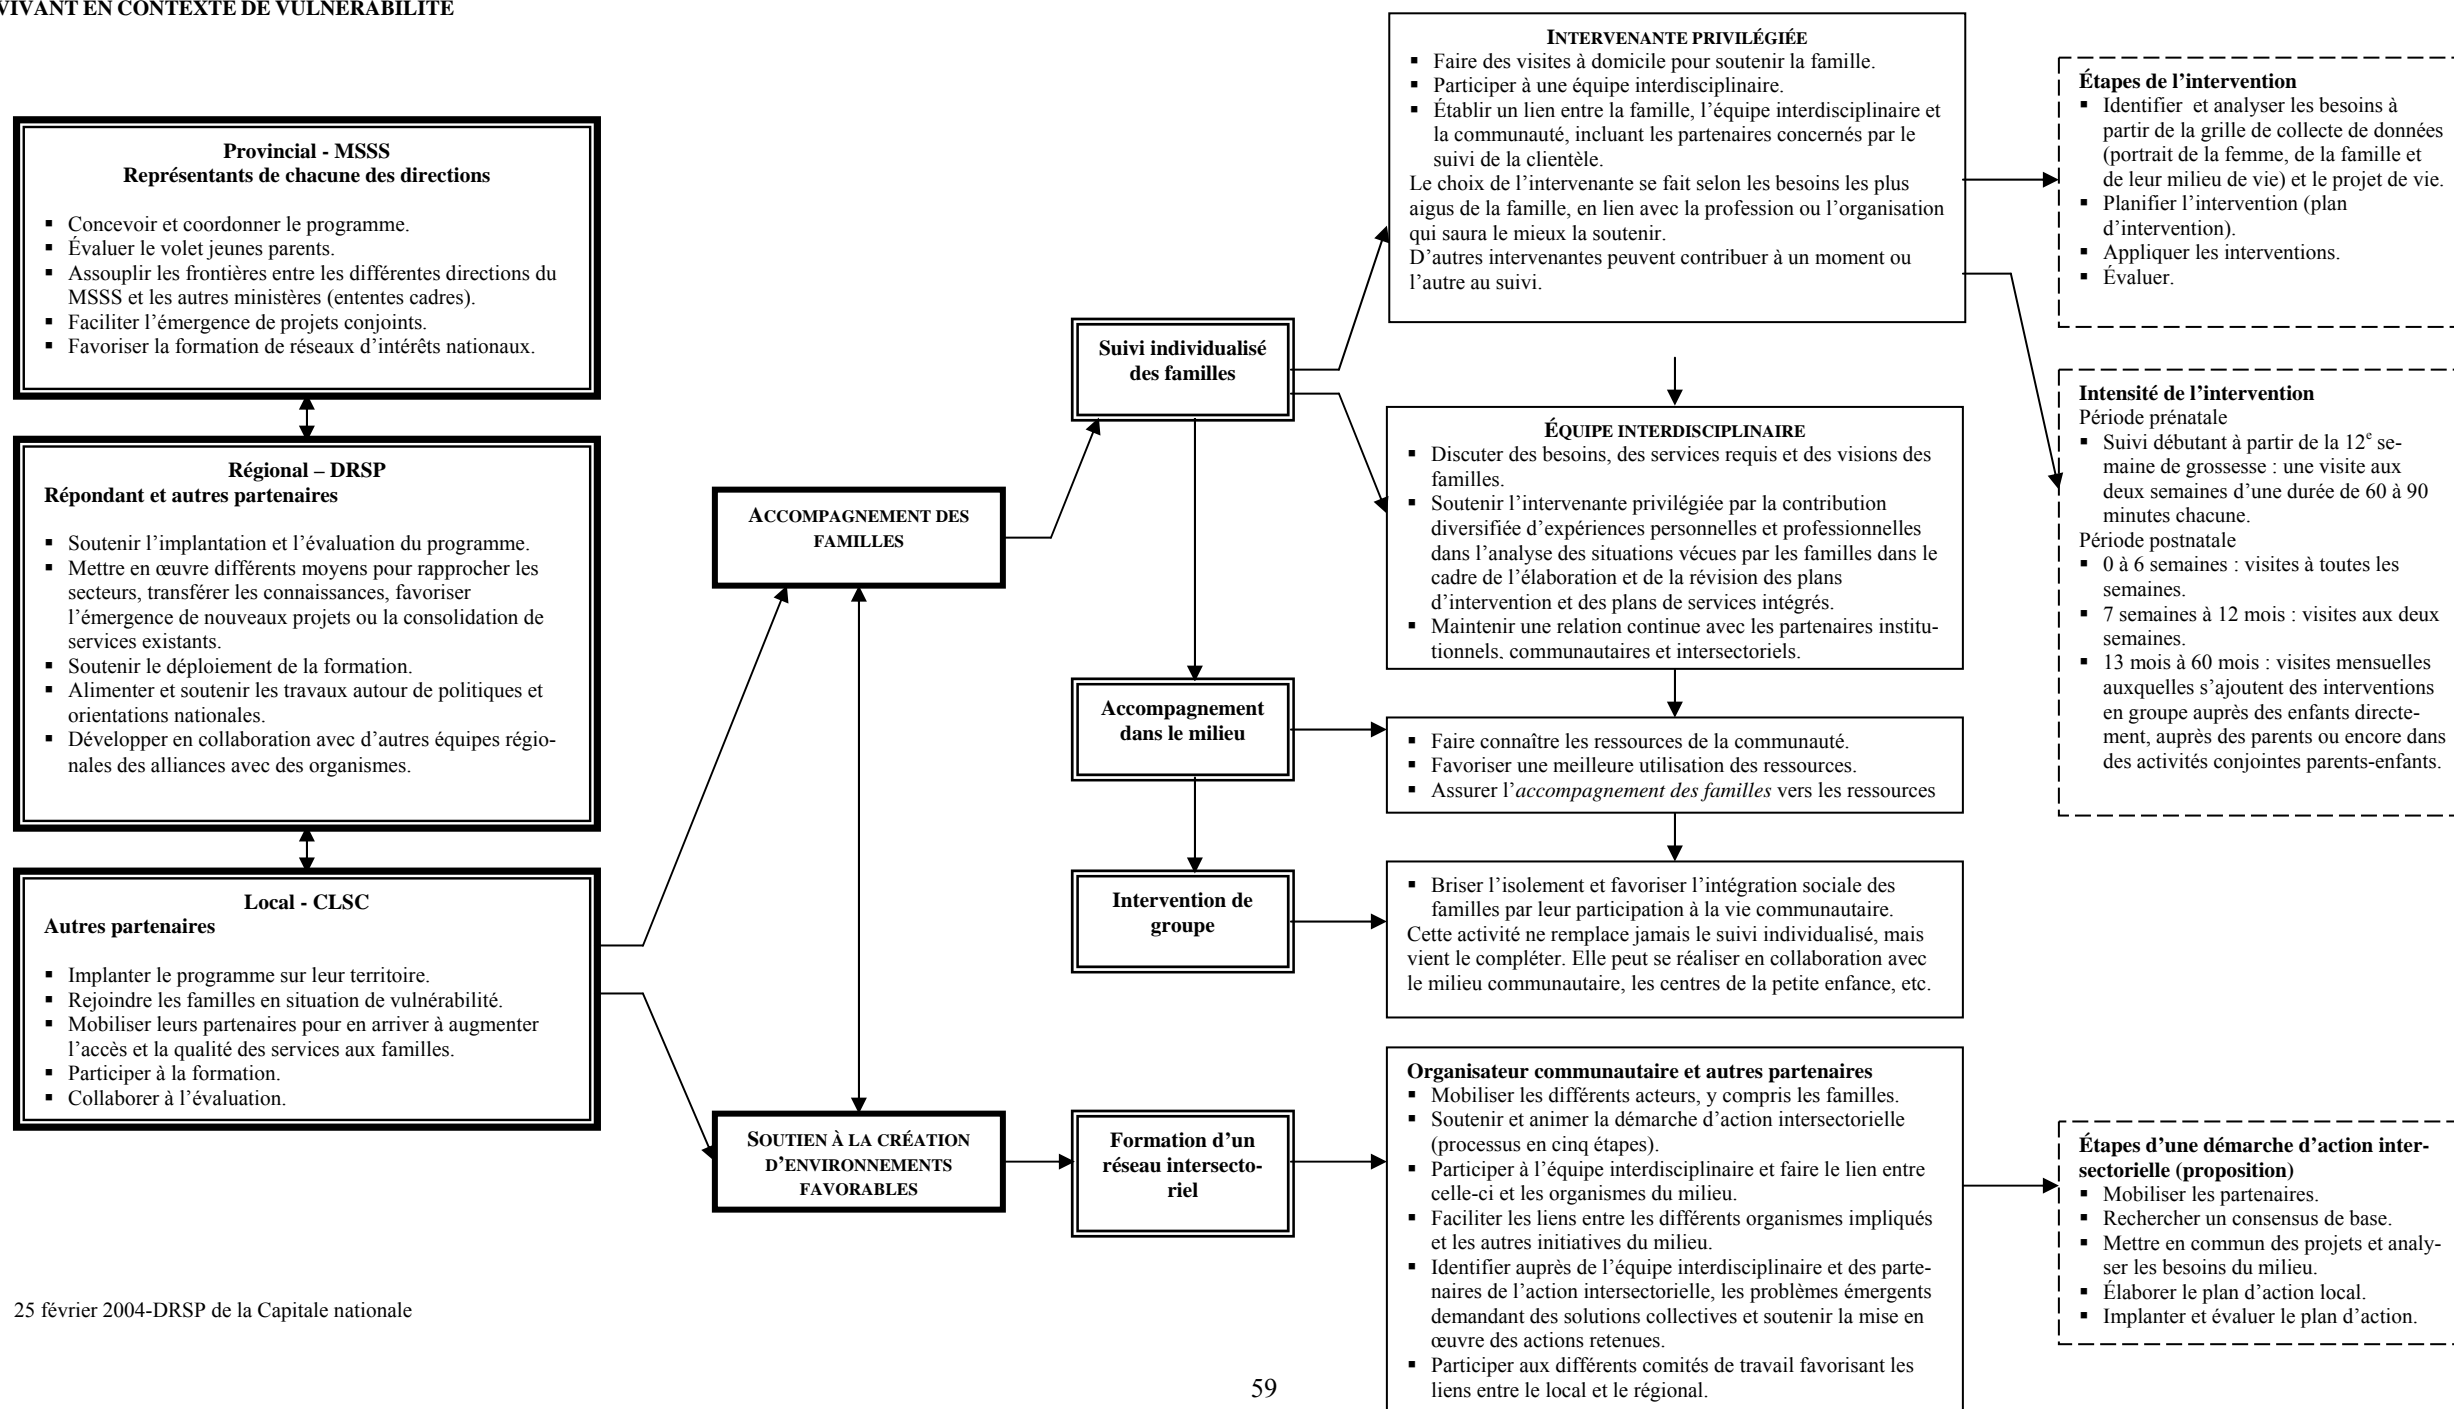 VIVANT EN CONTEXTE DE VULNÉRABILITÉ
Provincial - MSSS
Représentants de chacune des directions
▪ Concevoir et coordonner le programme.
▪ Évaluer le volet jeunes parents.
▪ Assouplir les frontières entre les différentes directions du
MSSS et les autres ministères (ententes cadres).
▪ Faciliter l’émergence de projets conjoints.
▪ Favoriser la formation de réseaux d’intérêts nationaux.
Régional – DRSP
Répondant et autres partenaires
▪ Soutenir l’implantation et l’évaluation du programme.
▪ Mettre en œuvre différents moyens pour rapprocher les
secteurs, transférer les connaissances, favoriser
l’émergence de nouveaux projets ou la consolidation de
services existants.
▪ Soutenir le déploiement de la formation.
▪ Alimenter et soutenir les travaux autour de politiques et
orientations nationales.
▪ Développer en collaboration avec d’autres équipes régio-
nales des alliances avec des organismes.
Local - CLSC
Autres partenaires
▪ Implanter le programme sur leur territoire.
▪ Rejoindre les familles en situation de vulnérabilité.
▪ Mobiliser leurs partenaires pour en arriver à augmenter
l’accès et la qualité des services aux familles.
▪ Participer à la formation.
▪ Collaborer à l’évaluation.
ACCOMPAGNEMENT DES
FAMILLES
SOUTIEN À LA CRÉATION
D’ENVIRONNEMENTS
FAVORABLES
Suivi individualisé
des familles
Accompagnement
dans le milieu
Intervention de
groupe
Formation d’un
réseau intersecto-
riel
INTERVENANTE PRIVILÉGIÉE
▪ Faire des visites à domicile pour soutenir la famille.
▪ Participer à une équipe interdisciplinaire.
▪ Établir un lien entre la famille, l’équipe interdisciplinaire et
la communauté, incluant les partenaires concernés par le
suivi de la clientèle.
Le choix de l’intervenante se fait selon les besoins les plus
aigus de la famille, en lien avec la profession ou l’organisation
qui saura le mieux la soutenir.
D’autres intervenantes peuvent contribuer à un moment ou
l’autre au suivi.
ÉQUIPE INTERDISCIPLINAIRE
▪ Discuter des besoins, des services requis et des visions des
familles.
▪ Soutenir l’intervenante privilégiée par la contribution
diversifiée d’expériences personnelles et professionnelles
dans l’analyse des situations vécues par les familles dans le
cadre de l’élaboration et de la révision des plans
d’intervention et des plans de services intégrés.
▪ Maintenir une relation continue avec les partenaires institu-
tionnels, communautaires et intersectoriels.
▪ Faire connaître les ressources de la communauté.
▪ Favoriser une meilleure utilisation des ressources.
▪ Assurer l’accompagnement des familles vers les ressources
▪ Briser l’isolement et favoriser l’intégration sociale des
familles par leur participation à la vie communautaire.
Cette activité ne remplace jamais le suivi individualisé, mais
vient le compléter. Elle peut se réaliser en collaboration avec
le milieu communautaire, les centres de la petite enfance, etc.
Organisateur communautaire et autres partenaires
▪ Mobiliser les différents acteurs, y compris les familles.
▪ Soutenir et animer la démarche d’action intersectorielle
(processus en cinq étapes).
▪ Participer à l’équipe interdisciplinaire et faire le lien entre
celle-ci et les organismes du milieu.
▪ Faciliter les liens entre les différents organismes impliqués
et les autres initiatives du milieu.
▪ Identifier auprès de l’équipe interdisciplinaire et des parte-
naires de l’action intersectorielle, les problèmes émergents
demandant des solutions collectives et soutenir la mise en
œuvre des actions retenues.
▪ Participer aux différents comités de travail favorisant les
liens entre le local et le régional.
Étapes de l’intervention
▪ Identifier et analyser les besoins à
partir de la grille de collecte de données
(portrait de la femme, de la famille et
de leur milieu de vie) et le projet de vie.
▪ Planifier l’intervention (plan
d’intervention).
▪ Appliquer les interventions.
▪ Évaluer.
Intensité de l’intervention
Période prénatale
▪ Suivi débutant à partir de la 12e se-
maine de grossesse : une visite aux
deux semaines d’une durée de 60 à 90
minutes chacune.
Période postnatale
▪ 0 à 6 semaines : visites à toutes les
semaines.
▪ 7 semaines à 12 mois : visites aux deux
semaines.
▪ 13 mois à 60 mois : visites mensuelles
auxquelles s’ajoutent des interventions
en groupe auprès des enfants directe-
ment, auprès des parents ou encore dans
des activités conjointes parents-enfants.
Étapes d’une démarche d’action inter-
sectorielle (proposition)
▪ Mobiliser les partenaires.
▪ Rechercher un consensus de base.
▪ Mettre en commun des projets et analy-
ser les besoins du milieu.
▪ Élaborer le plan d’action local.
▪ Implanter et évaluer le plan d’action.
25 février 2004-DRSP de la Capitale nationale
59